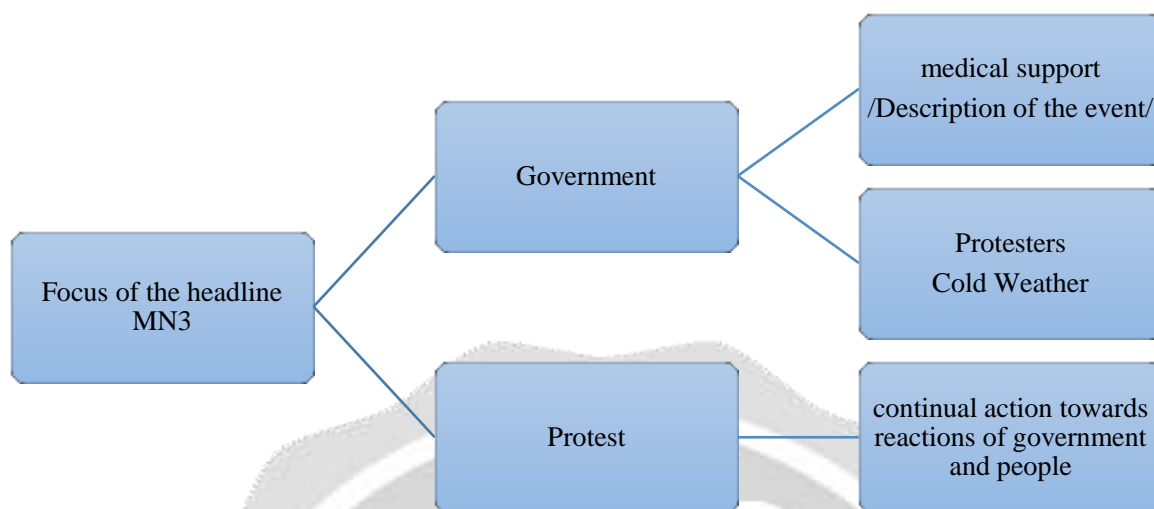 Focus of the headline
MN3
Government
medical support
/Description of the event/
Protesters
Cold Weather
Protest
continual action towards
reactions of government
and people